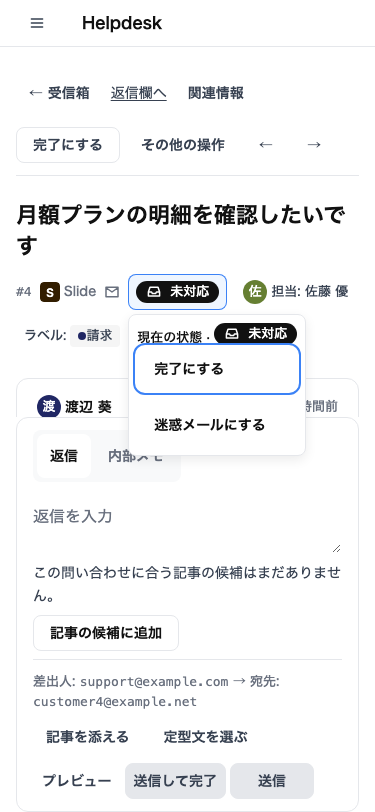 Helpdesk
← 受信箱 返信欄へ 関連情報
完了にする その他の操作 ← →
月額プランの明細を確認したいで
す
#4 S Slide 未対応 佐 担当: 佐藤 優
ラベル: 請求
現在の状態 · 未対応
完了にする
迷惑メールにする
渡 渡辺 葵 時間前
返信 内部メモ
返信を入力
この問い合わせに合う記事の候補はまだありませ
ん。
記事の候補に追加
差出人: support@example.com → 宛先:
customer4@example.net
記事を添える 定型文を選ぶ
プレビュー 送信して完了 送信